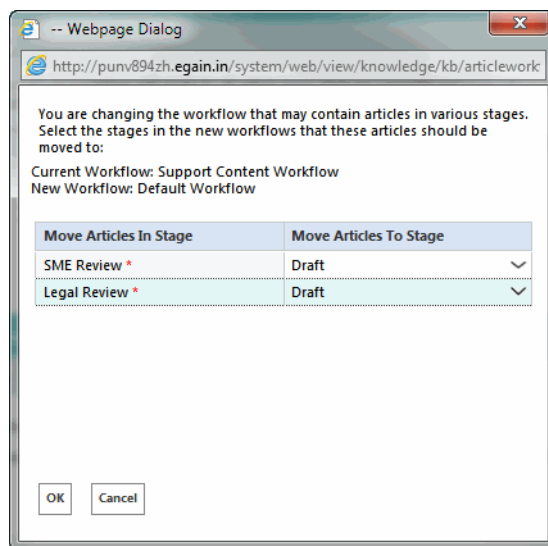 -- Webpage Dialog
http://punv894zh.egain.in/system/web/view/knowledge/kb/articlework
You are changing the workflow that may contain articles in various stages.
Select the stages in the new workflows that these articles should be
moved to:
Current Workflow: Support Content Workflow
New Workflow: Default Workflow
Move Articles In Stage Move Articles To Stage
SME Review * Draft
Legal Review * Draft
OK Cancel